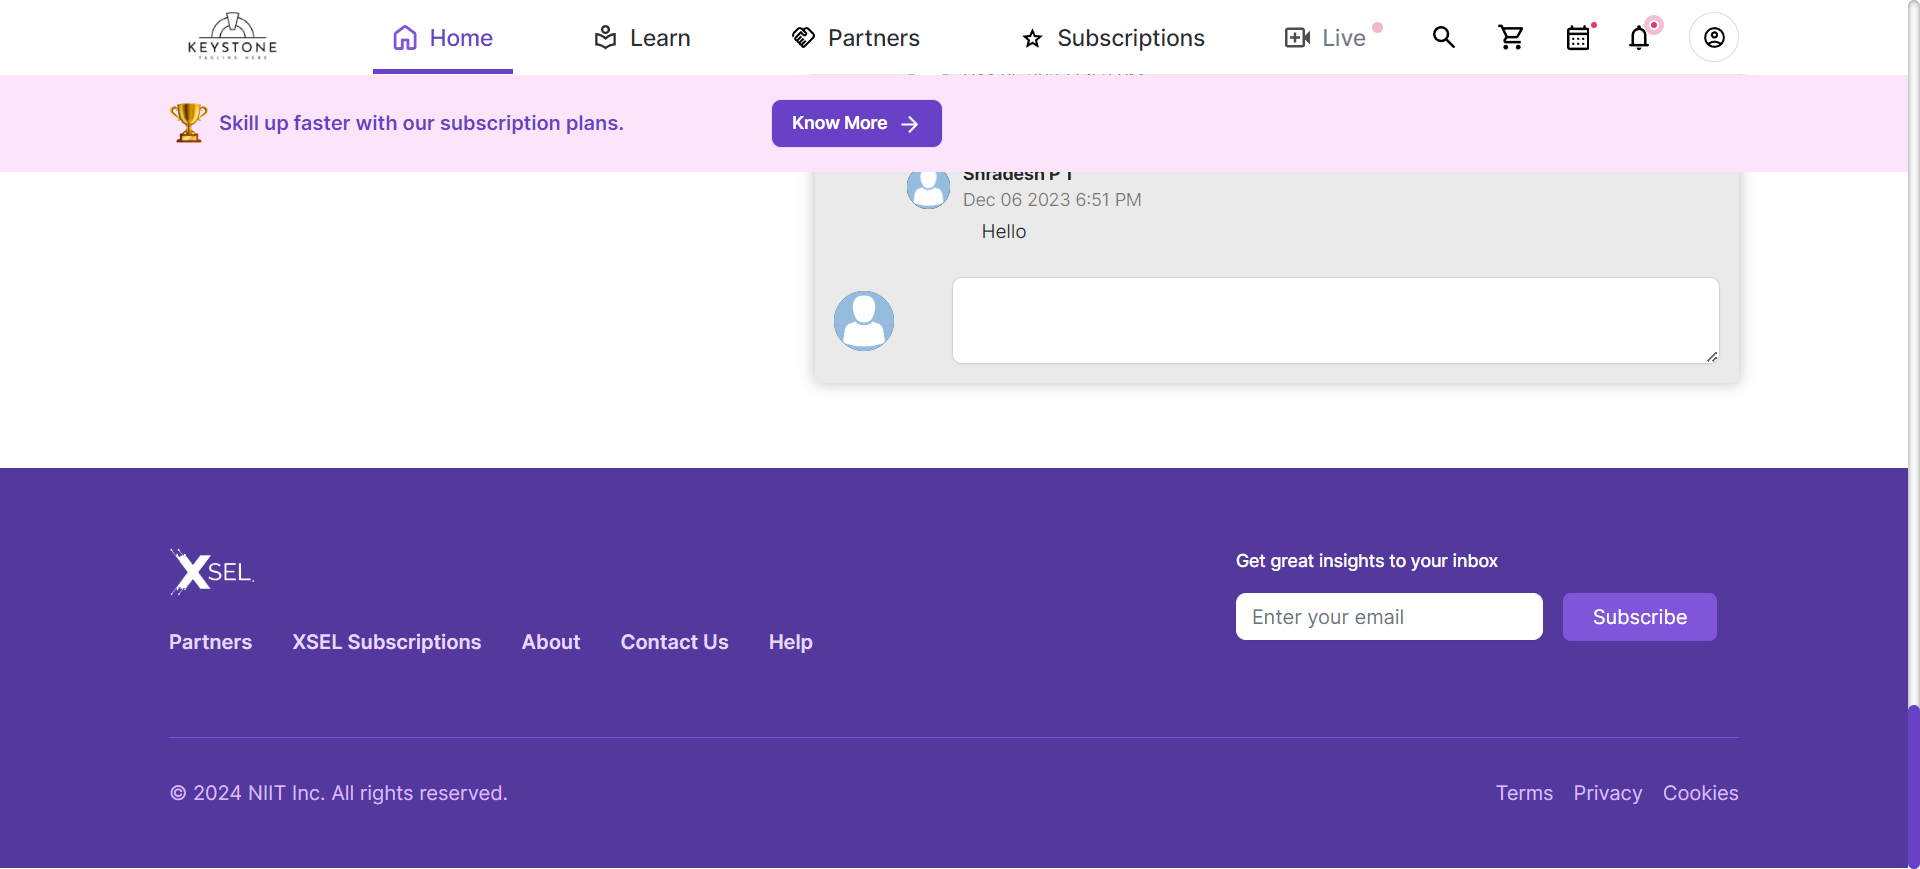 KEYSTONE
TAGLINE HERE
Home
Learn
Partners
Subscriptions
Live
Skill up faster with our subscription plans.
Know More
Shradesh P T
Dec 06 2023 6:51 PM
Hello
XSEL.
Get great insights to your inbox
Enter your email
Subscribe
Partners
XSEL Subscriptions
About
Contact Us
Help
© 2024 NIIT Inc. All rights reserved.
Terms
Privacy
Cookies